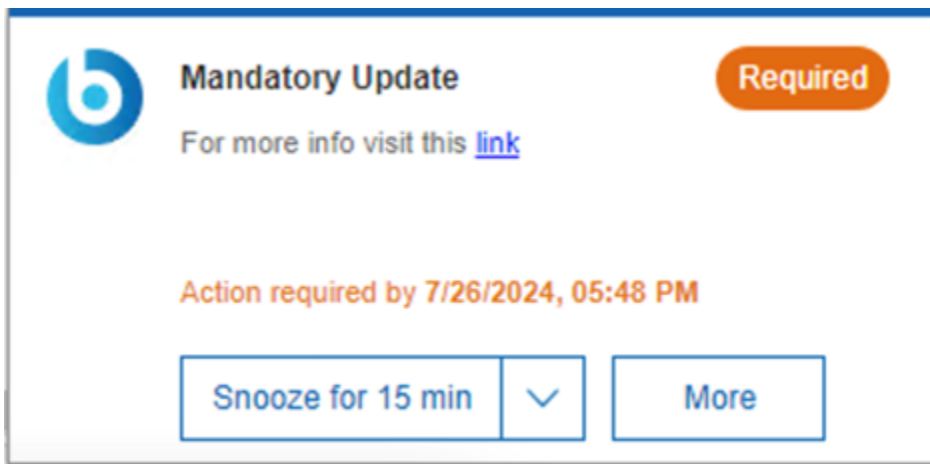 Mandatory Update
Required
For more info visit this link
Action required by 7/26/2024, 05:48 PM
Snooze for 15 min
More